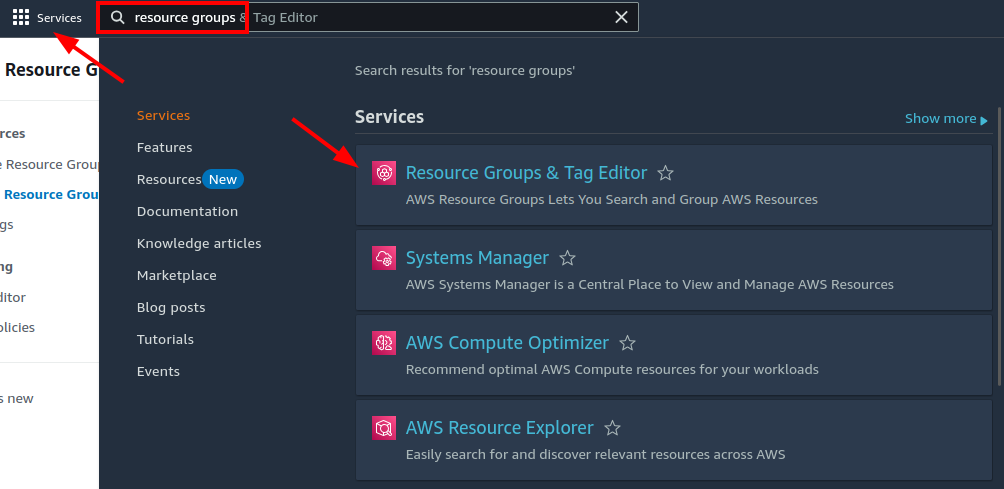 Services
resource groups & Tag Editor
Resource G
rces
e Resource Grou
Resource Grou
gs
ng
ditor
olicies
s new
Search results for 'resource groups'
Services
Features
Resources New
Documentation
Knowledge articles
Marketplace
Blog posts
Tutorials
Events
Services
Show more
Resource Groups & Tag Editor
AWS Resource Groups Lets You Search and Group AWS Resources
Systems Manager
AWS Systems Manager is a Central Place to View and Manage AWS Resources
AWS Compute Optimizer
Recommend optimal AWS Compute resources for your workloads
AWS Resource Explorer
Easily search for and discover relevant resources across AWS